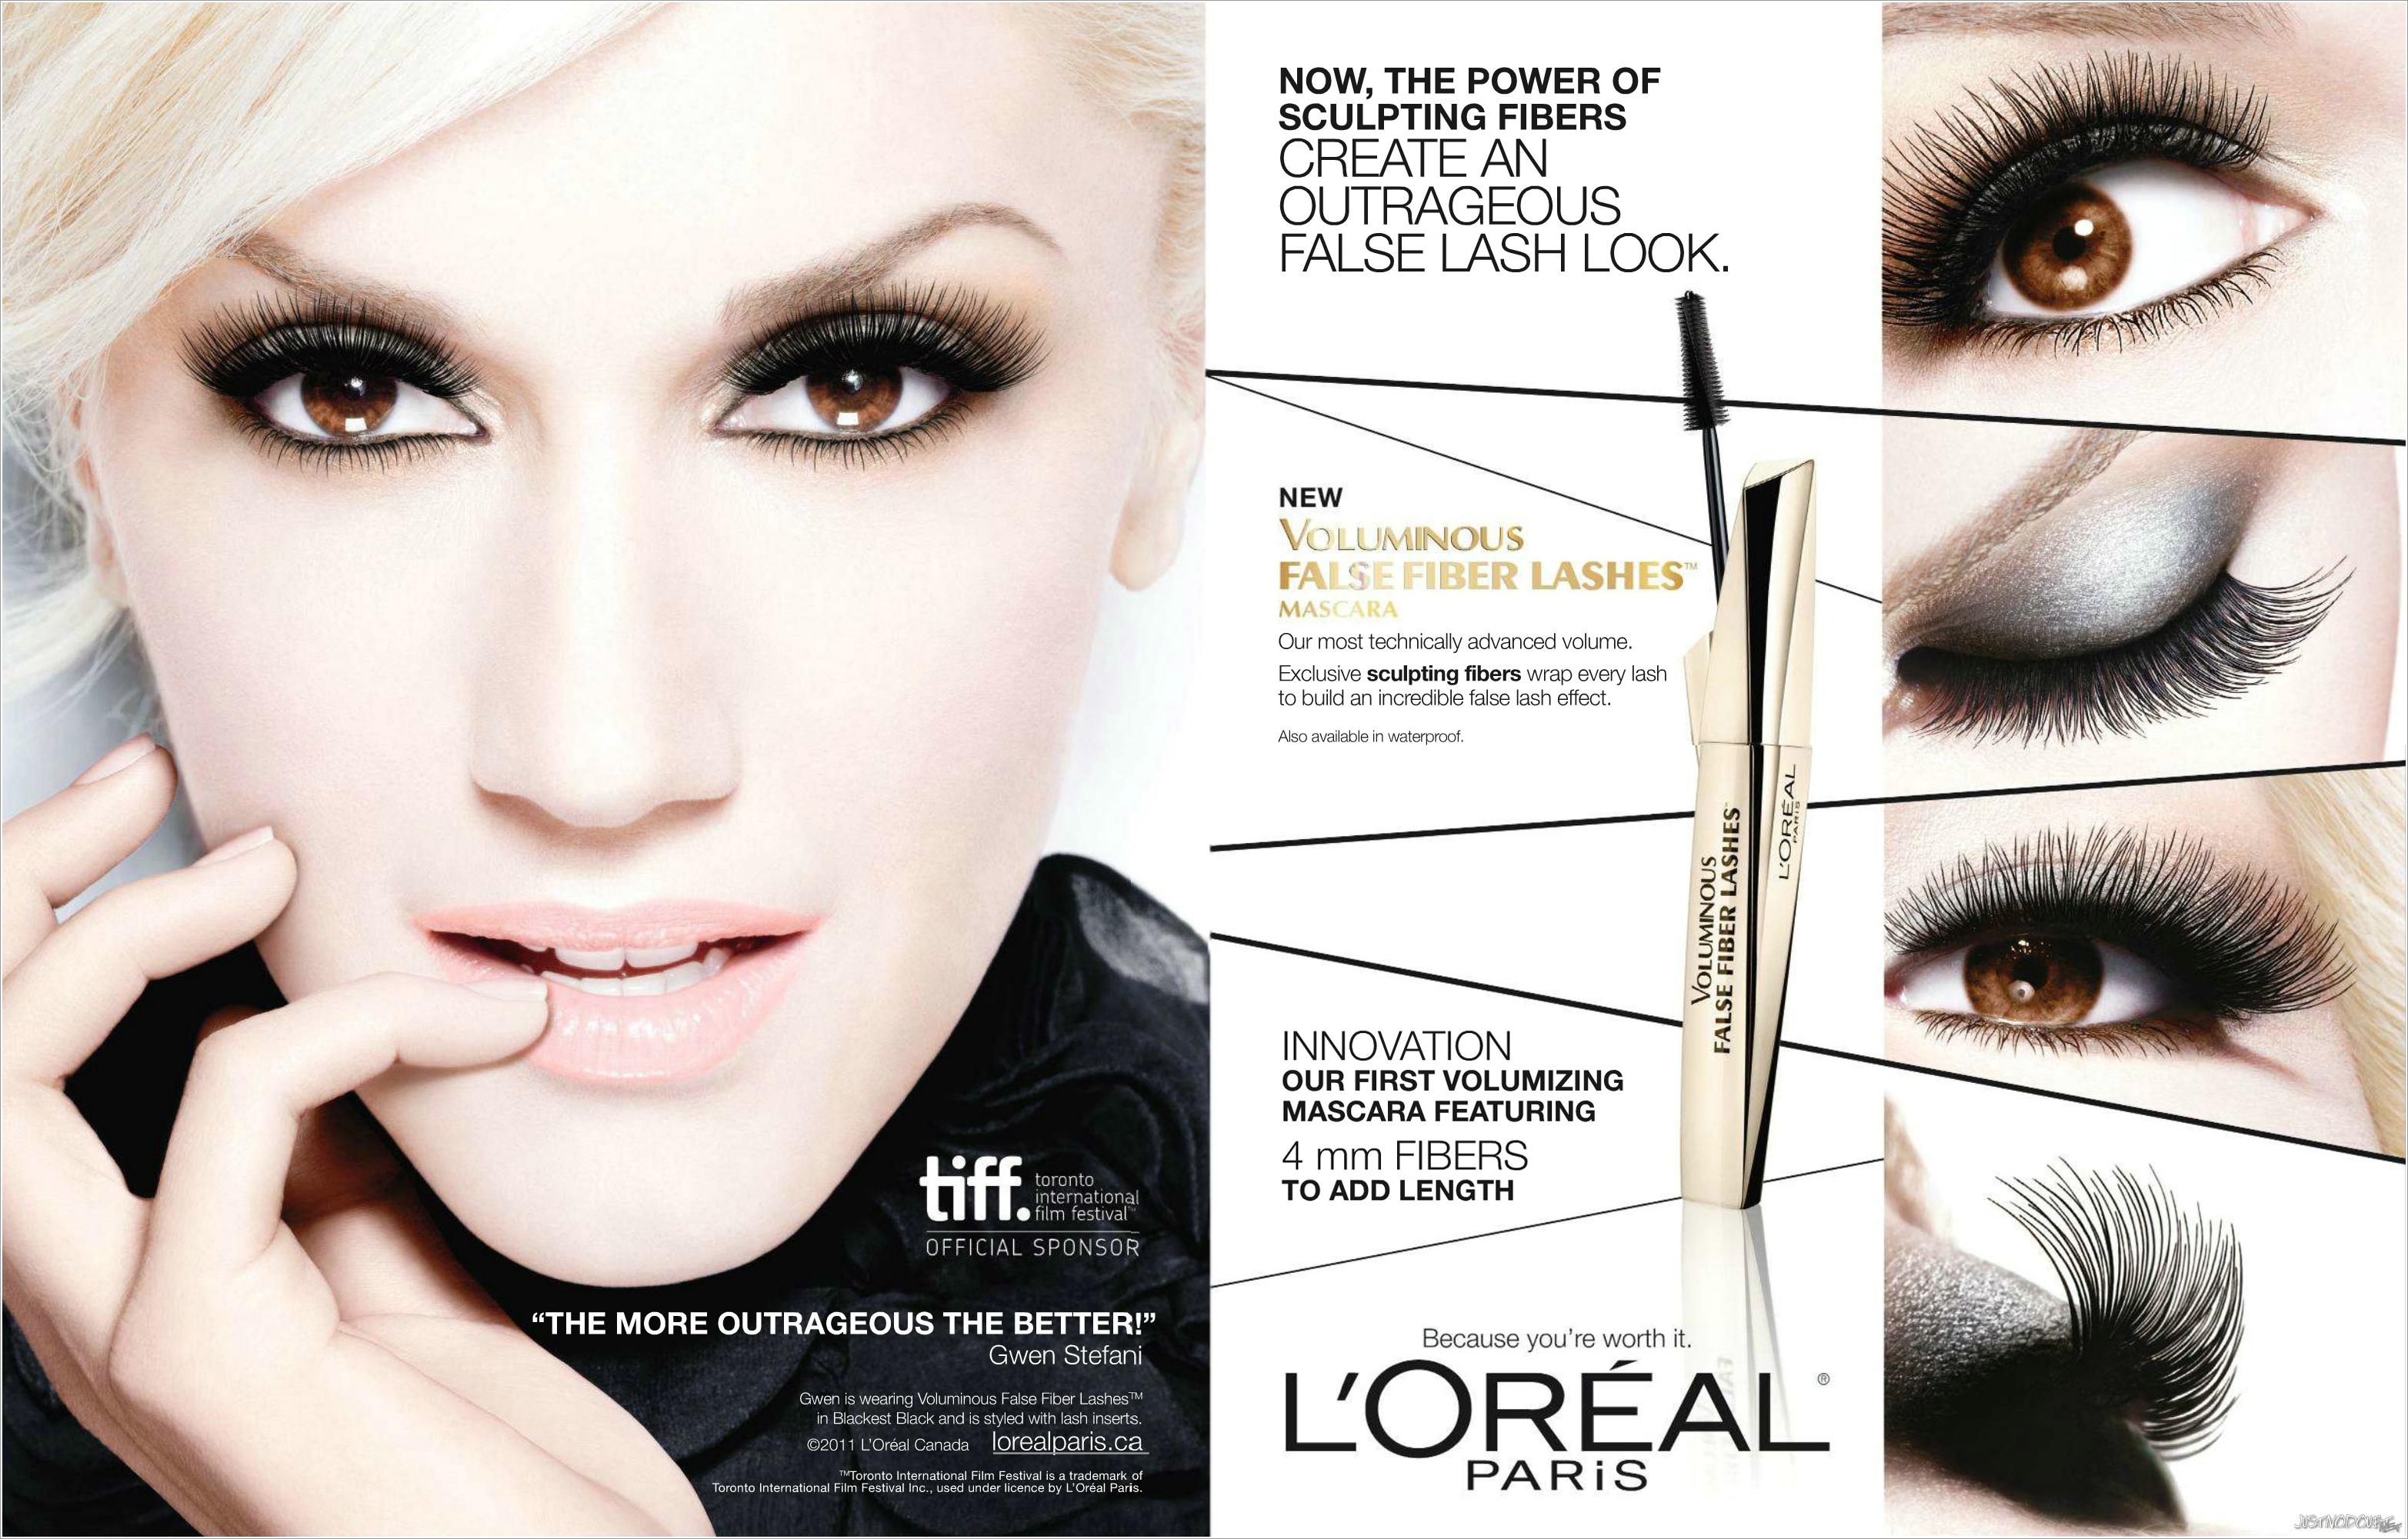 NOW, THE POWER OF
SCULPTING FIBERS
CREATE AN
OUTRAGEOUS
FALSE LASH LOOK.
NEW
VOLUMINOUS
FALSE FIBER LASHES™
MASCARA
Our most technically advanced volume.
Exclusive sculpting fibers wrap every lash
to build an incredible false lash effect.
Also available in waterproof.
VOLUMINOUS
FALSE FIBER LASHES™
L'ORÉAL
PARIS
INNOVATION
OUR FIRST VOLUMIZING
MASCARA FEATURING
4 mm FIBERS
TO ADD LENGTH
tiff.
toronto
international
film festival™
OFFICIAL SPONSOR
“THE MORE OUTRAGEOUS THE BETTER!”
Gwen Stefani
Gwen is wearing Voluminous False Fiber Lashes™
in Blackest Black and is styled with lash inserts.
©2011 L'Oréal Canada lorealparis.ca
™Toronto International Film Festival is a trademark of
Toronto International Film Festival Inc., used under licence by L'Oréal Paris.
Because you're worth it.
L'ORÉAL®
PARiS